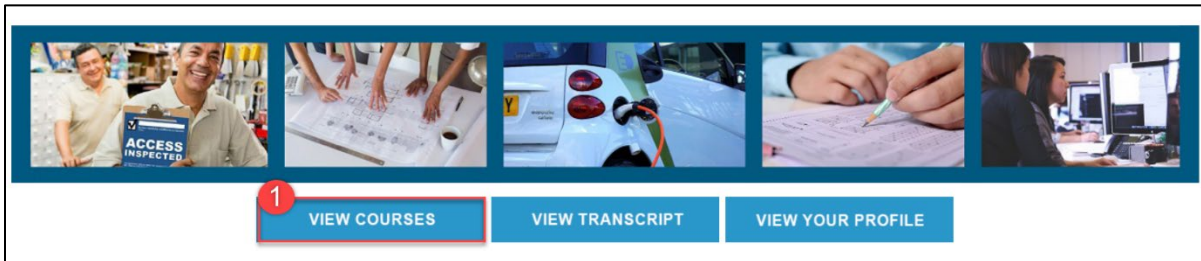 ACCESS
INSPECTED
Y
1
VIEW COURSES
VIEW TRANSCRIPT
VIEW YOUR PROFILE